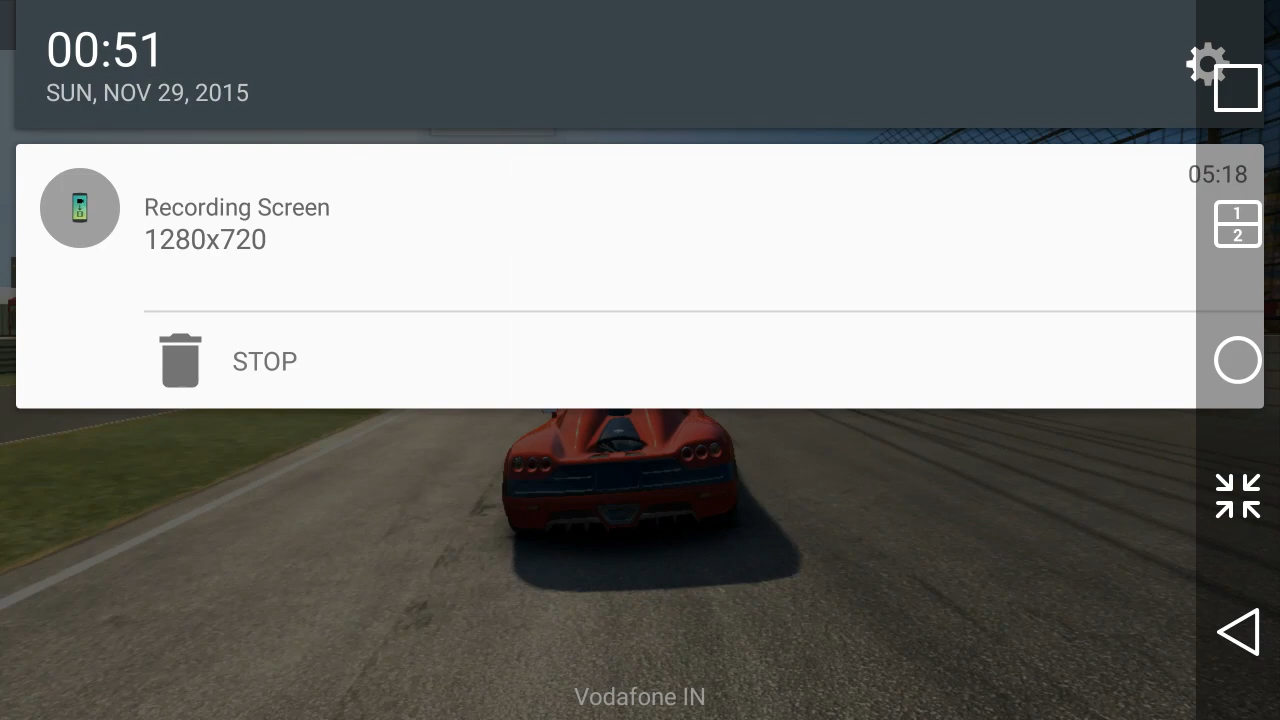 00:51
SUN, NOV 29, 2015
05:18
Recording Screen
1280x720
1
2
STOP
Vodafone IN